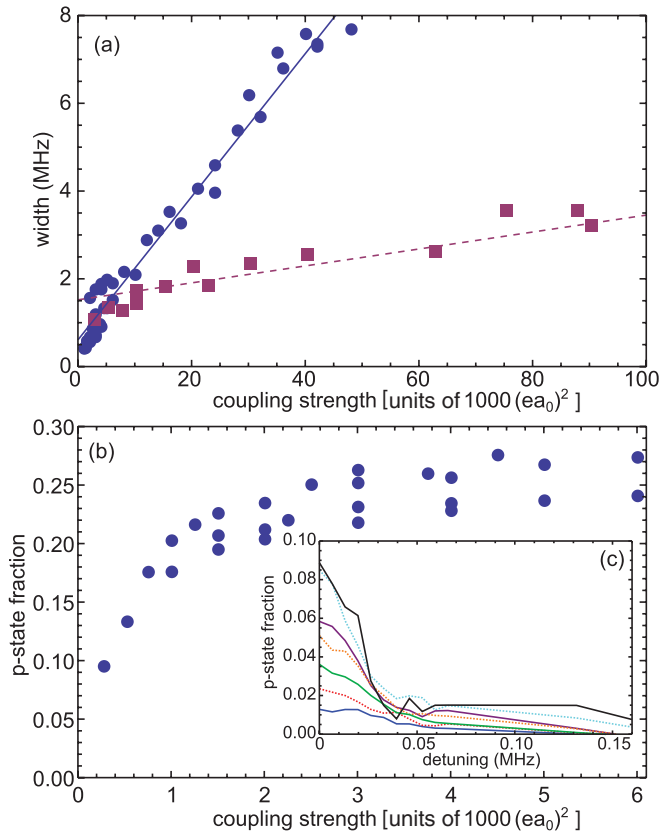 (a)
8
6
4
2
0
width (MHz)
0 20 40 60 80 100
coupling strength [units of 1000 (ea₀)²]
(b)
0.30
0.25
0.20
0.15
0.10
0.05
0.00
p-state fraction
0 1 2 3 4 5 6
coupling strength [units of 1000 (ea₀)²]
(c)
0.10
0.08
0.06
0.04
0.02
0.00
p-state fraction
0 0.05 0.10 0.15
detuning (MHz)